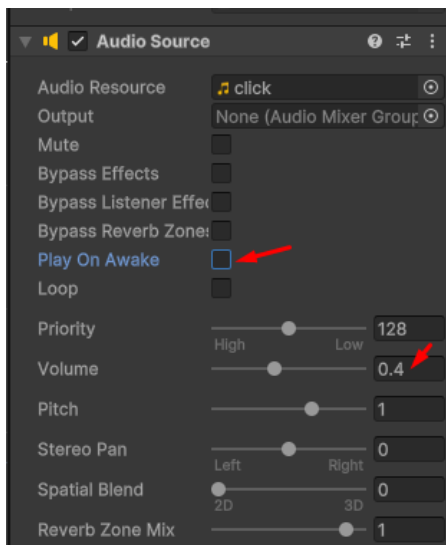 Audio Source
Audio Resource click
Output None (Audio Mixer Group
Mute
Bypass Effects
Bypass Listener Effec
Bypass Reverb Zones
Play On Awake
Loop
Priority 128
High Low
Volume 0.4
Pitch 1
Stereo Pan 0
Left Right
Spatial Blend 0
2D 3D
Reverb Zone Mix 1